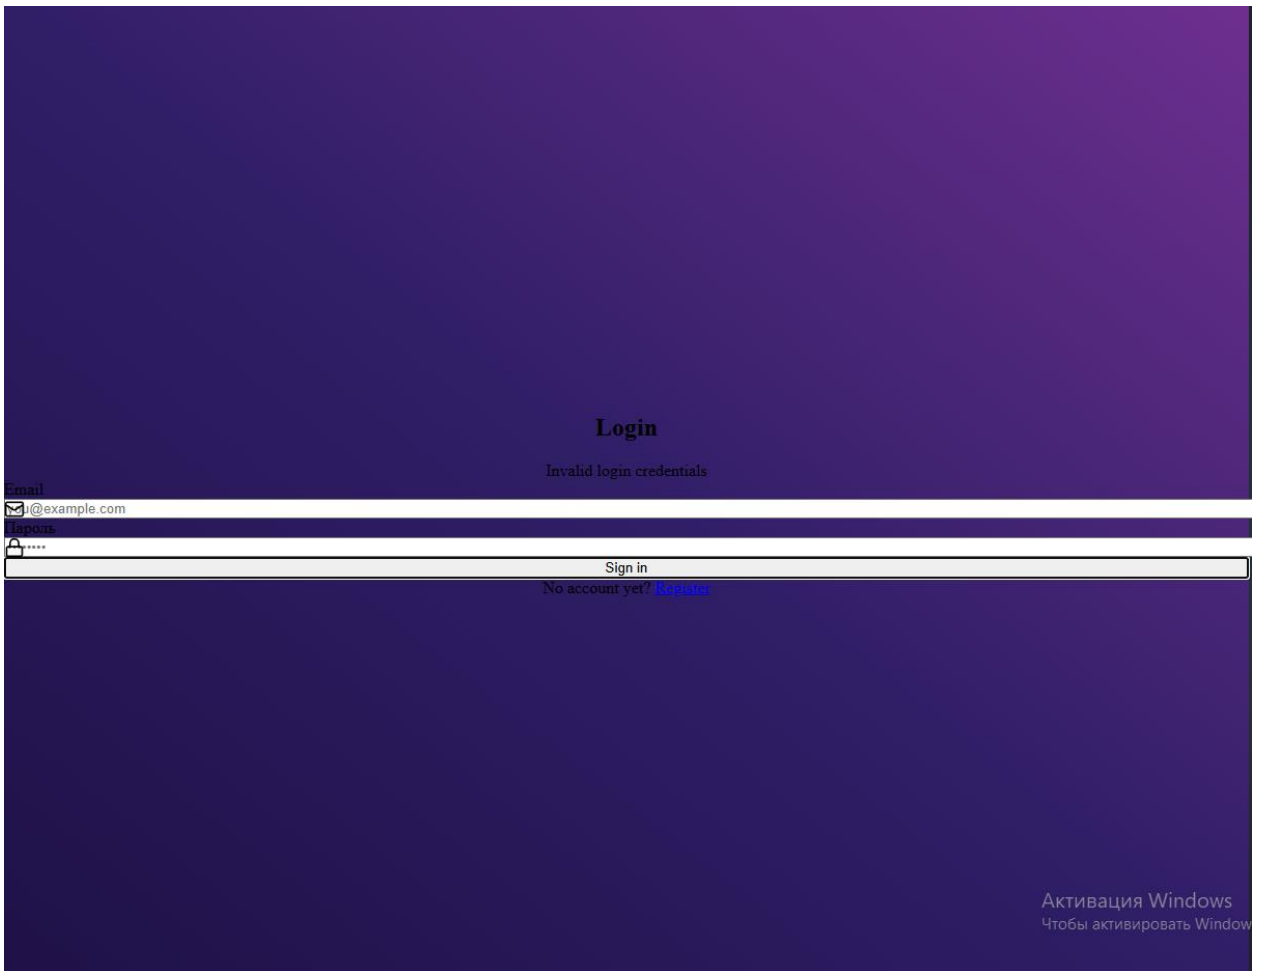 Login
Invalid login credentials
Email
you@example.com
Пароль
Sign in
No account yet? Register
Активация Windows
Чтобы активировать Window